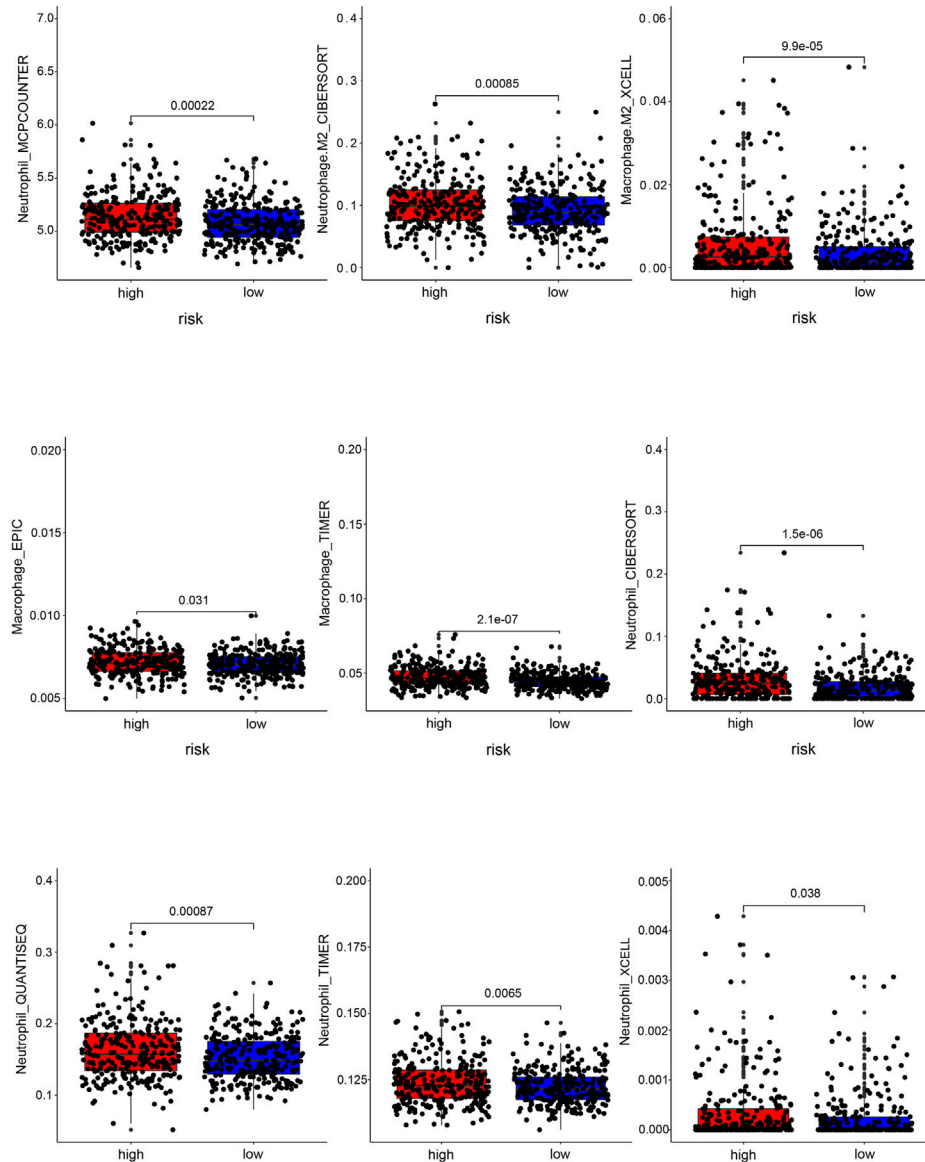 Neutrophil_MCPCOUNTER
7.0
6.5
6.0
5.5
5.0
0.00022
high
low
risk
Neutrophage.M2_CIBERSORT
0.4
0.3
0.2
0.1
0.0
0.00085
high
low
risk
Macrophage.M2_XCELL
0.06
0.04
0.02
0.00
9.9e-05
high
low
risk
Macrophage_EPIC
0.020
0.015
0.010
0.005
0.031
high
low
risk
Macrophage_TIMER
0.20
0.15
0.10
0.05
2.1e-07
high
low
risk
Neutrophil_CIBERSORT
0.4
0.3
0.2
0.1
0.0
1.5e-06
high
low
risk
Neutrophil_QUANTISEQ
0.4
0.3
0.2
0.1
0.00087
high
low
Neutrophil_TIMER
0.200
0.175
0.150
0.125
0.0065
high
low
Neutrophil_XCELL
0.005
0.004
0.003
0.002
0.001
0.000
0.038
high
low